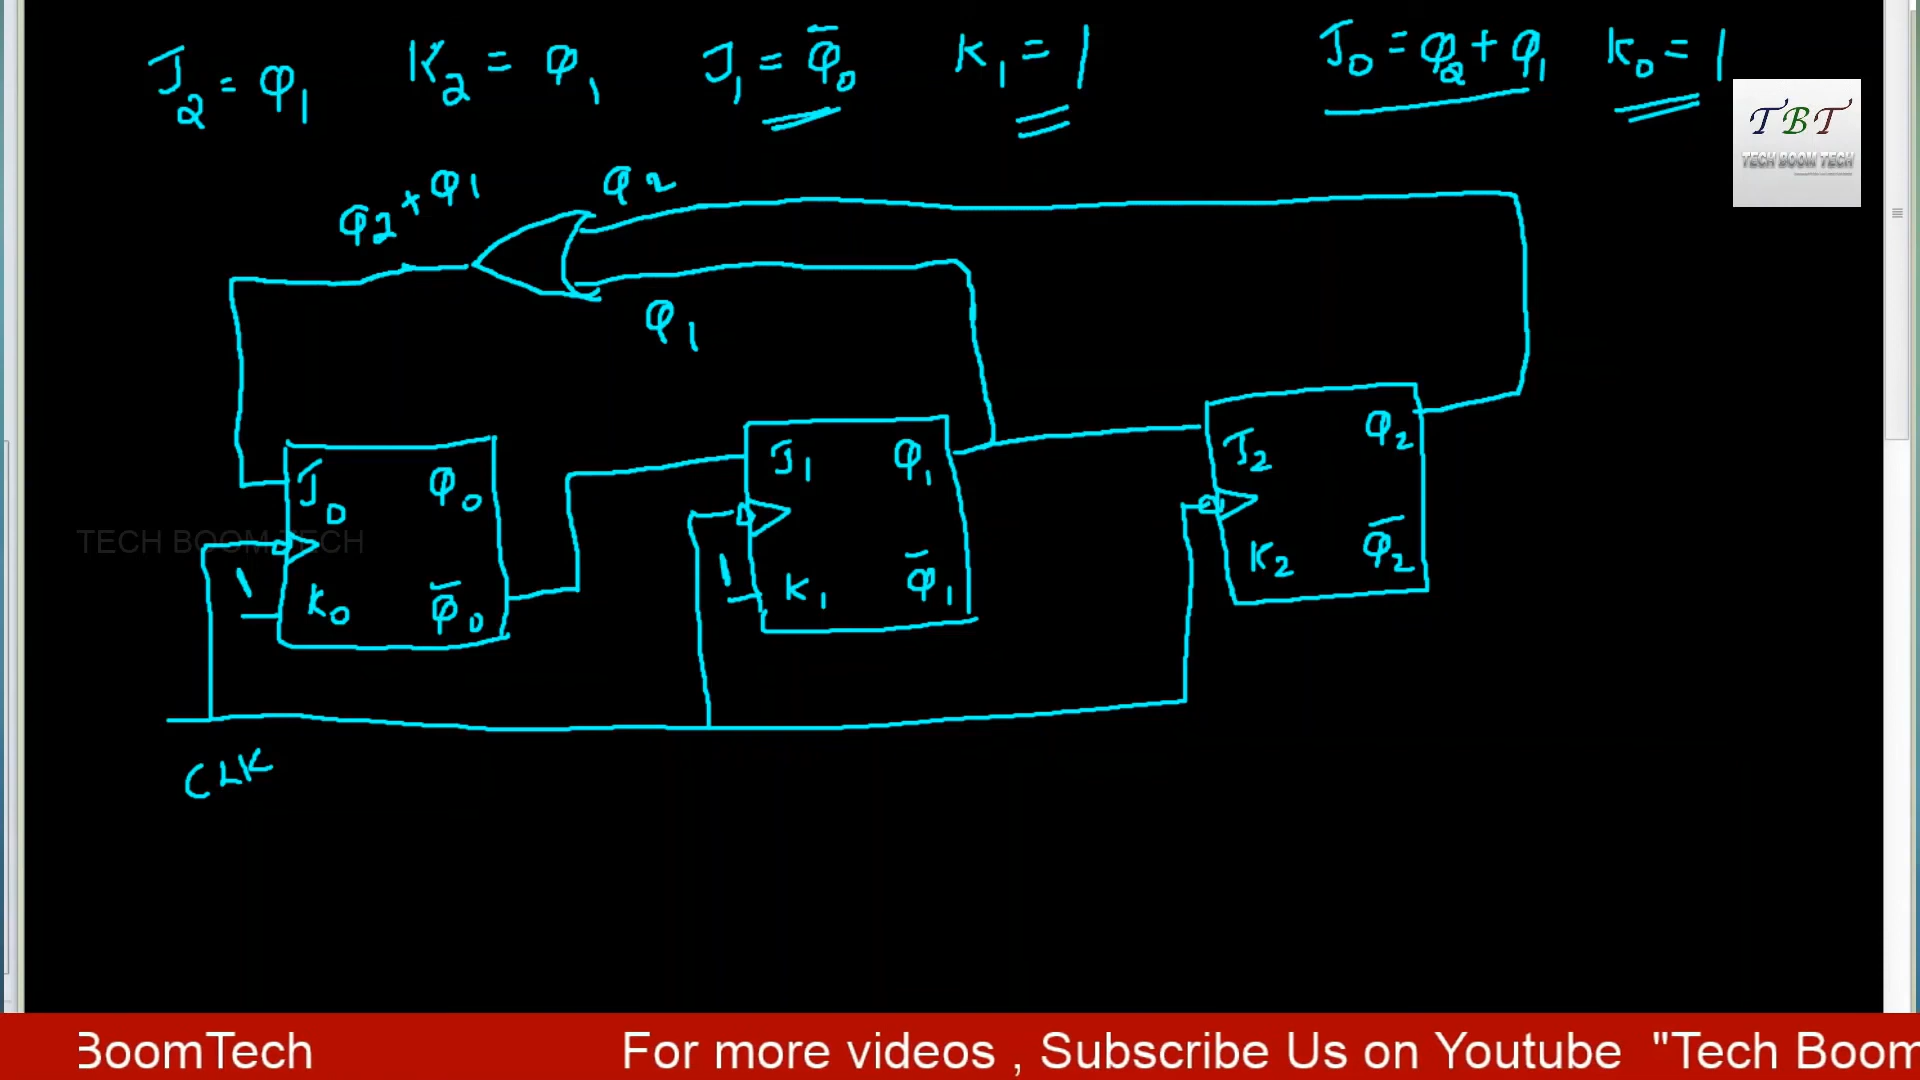 J₂ = Q₁ K₂ = Q₁ J₁ = Q̅₀ K₁ = 1 J₀ = Q₂ + Q₁ K₀ = 1
TBT
TECH BOOM TECH
Q₂ + Q₁
Q₂
Q₁
J₀ Q₀
K₀ Q̅₀
1
J₁ Q₁
K₁ Q̅₁
1
J₂ Q₂
K₂ Q̅₂
TECH BOOM TECH
CLK
BoomTech For more videos , Subscribe Us on Youtube "Tech Boom